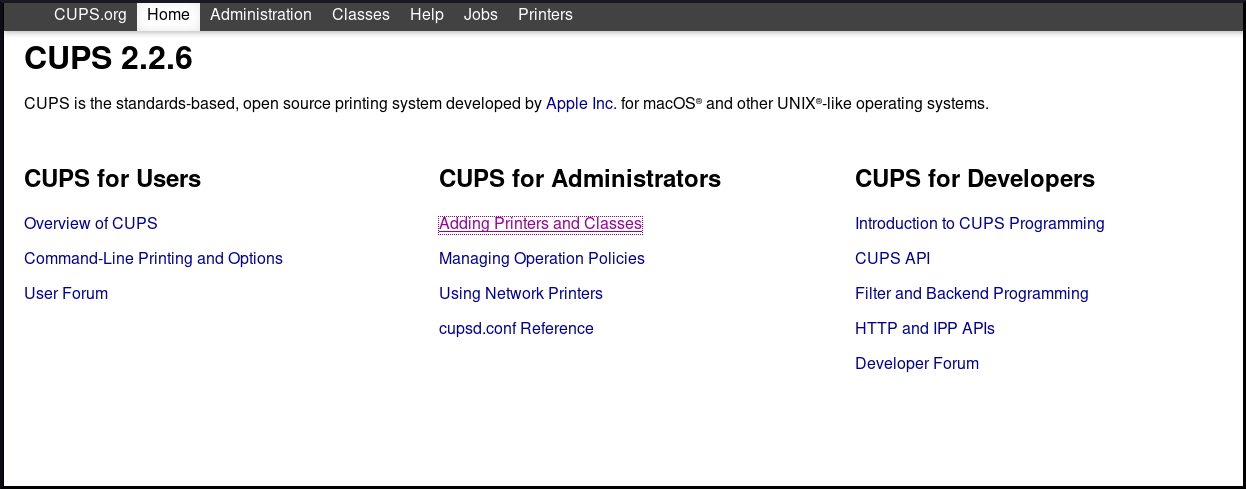 CUPS.org Home Administration Classes Help Jobs Printers
CUPS 2.2.6
CUPS is the standards-based, open source printing system developed by Apple Inc. for macOS® and other UNIX®-like operating systems.
CUPS for Users
Overview of CUPS
Command-Line Printing and Options
User Forum
CUPS for Administrators
Adding Printers and Classes
Managing Operation Policies
Using Network Printers
cupsd.conf Reference
CUPS for Developers
Introduction to CUPS Programming
CUPS API
Filter and Backend Programming
HTTP and IPP APIs
Developer Forum